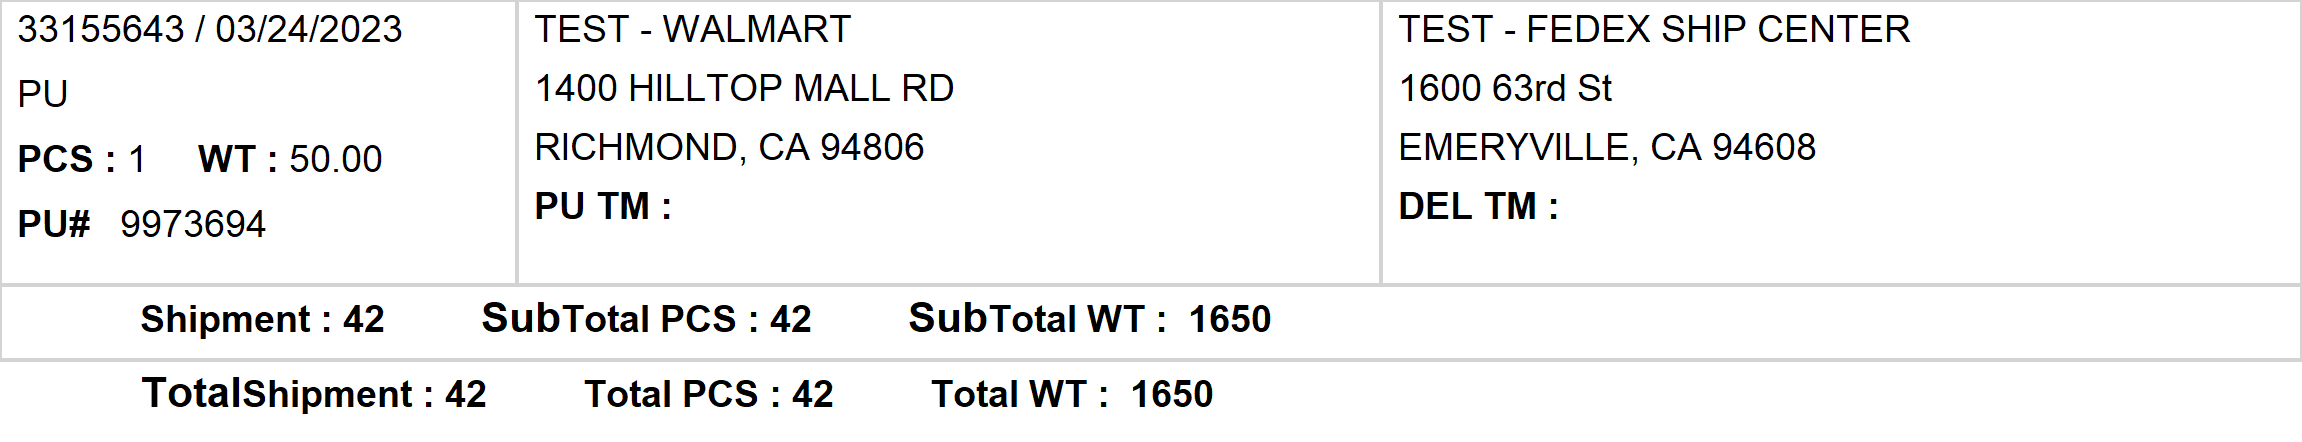 33155643 / 03/24/2023
PU
PCS : 1 WT : 50.00
PU# 9973694
TEST - WALMART
1400 HILLTOP MALL RD
RICHMOND, CA 94806
PU TM :
TEST - FEDEX SHIP CENTER
1600 63rd St
EMERYVILLE, CA 94608
DEL TM :
Shipment : 42 SubTotal PCS : 42 SubTotal WT : 1650
TotalShipment : 42 Total PCS : 42 Total WT : 1650